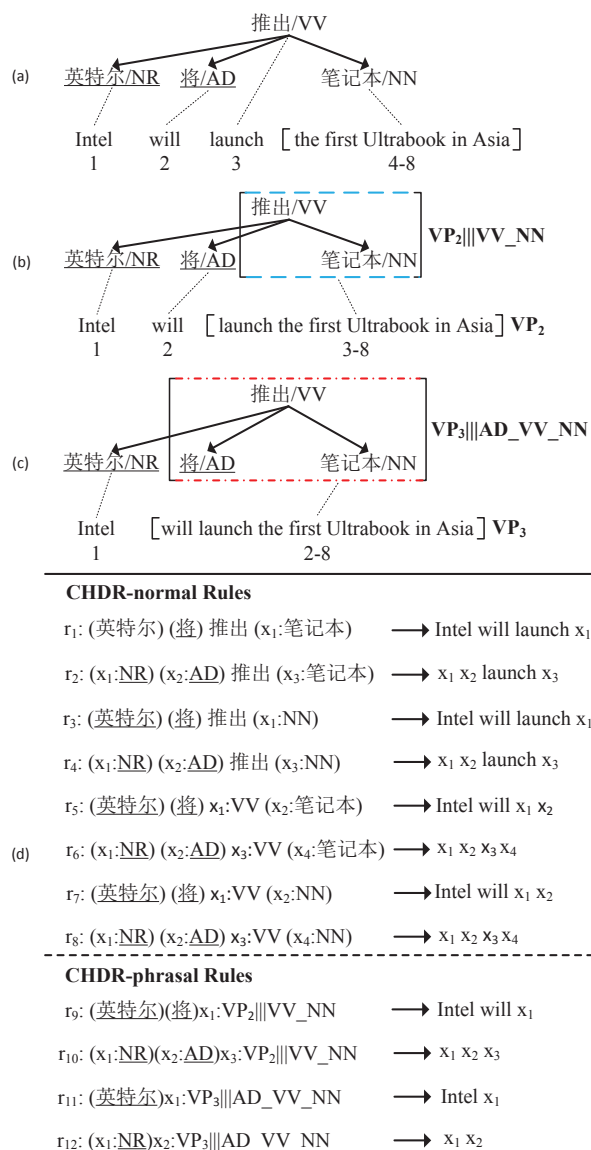 推出/VV
(a)
英特尔/NR 将/AD 笔记本/NN
Intel will launch [ the first Ultrabook in Asia ]
1 2 3 4-8
推出/VV
VP₂|||VV_NN
(b)
英特尔/NR 将/AD 笔记本/NN
Intel will [ launch the first Ultrabook in Asia ] VP₂
1 2 3-8
推出/VV
VP₃|||AD_VV_NN
(c)
英特尔/NR 将/AD 笔记本/NN
Intel [will launch the first Ultrabook in Asia ] VP₃
1 2-8
CHDR-normal Rules
r₁: (英特尔) (将) 推出 (x₁:笔记本) → Intel will launch x₁
r₂: (x₁:NR) (x₂:AD) 推出 (x₃:笔记本) → x₁ x₂ launch x₃
r₃: (英特尔) (将) 推出 (x₁:NN) → Intel will launch x₁
r₄: (x₁:NR) (x₂:AD) 推出 (x₃:NN) → x₁ x₂ launch x₃
r₅: (英特尔) (将) x₁:VV (x₂:笔记本) → Intel will x₁ x₂
(d)
r₆: (x₁:NR) (x₂:AD) x₃:VV (x₄:笔记本) → x₁ x₂ x₃ x₄
r₇: (英特尔) (将) x₁:VV (x₂:NN) → Intel will x₁ x₂
r₈: (x₁:NR) (x₂:AD) x₃:VV (x₄:NN) → x₁ x₂ x₃ x₄
CHDR-phrasal Rules
r₉: (英特尔)(将)x₁:VP₂|||VV_NN → Intel will x₁
r₁₀: (x₁:NR)(x₂:AD)x₃:VP₂|||VV_NN → x₁ x₂ x₃
r₁₁: (英特尔)x₁:VP₃|||AD_VV_NN → Intel x₁
r₁₂: (x₁:NR)x₂:VP₃|||AD_VV_NN → x₁ x₂